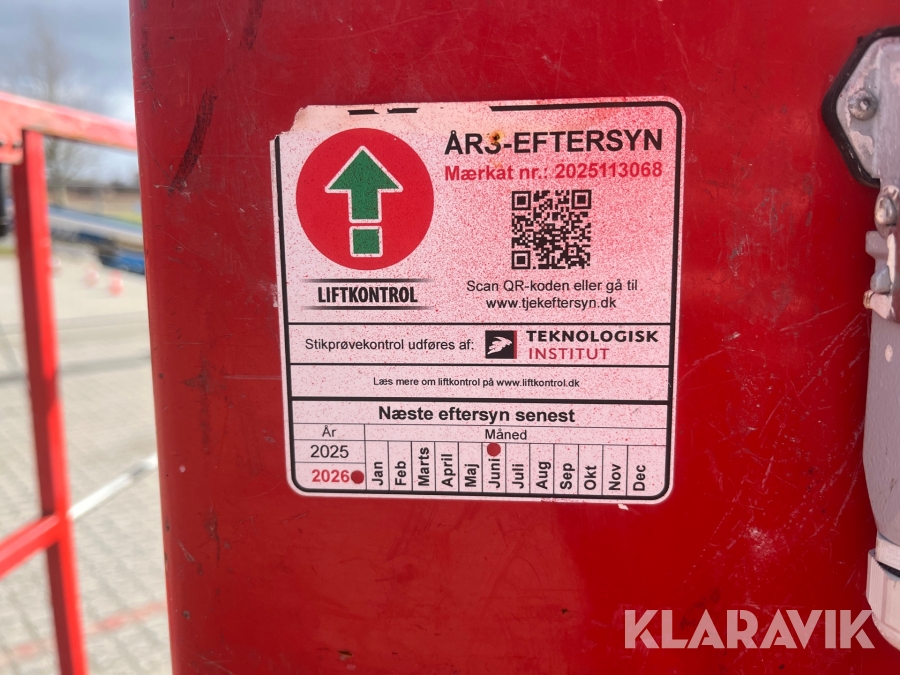 ÅRS-EFTERSYN
Mærkat nr.: 2025113068
Scan QR-koden eller gå til
www.tjekeftersyn.dk
LIFTKONTROL
Stikprøvekontrol udføres af:
TEKNOLOGISK
INSTITUT
Læs mere om liftkontrol på www.liftkontrol.dk
Næste eftersyn senest
År Måned
2025
2026
Jan Feb Marts April Maj Juni Juli Aug Sep Okt Nov Dec
KLARAVIK